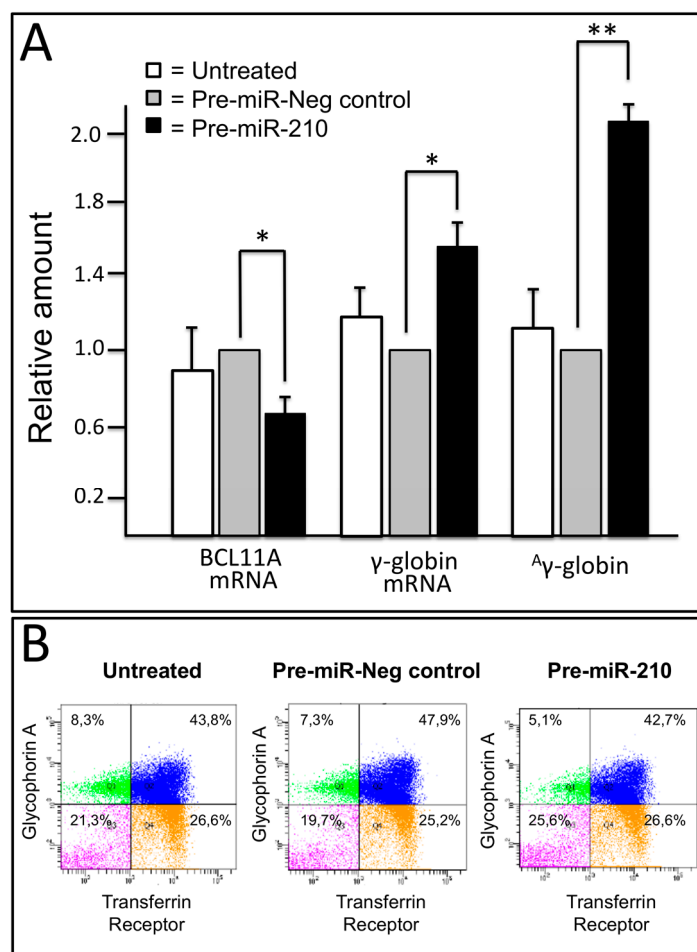 A
= Untreated
= Pre-miR-Neg control
= Pre-miR-210
**
*
*
Relative amount
2.0
1.8
1.4
1.0
0.6
0.2
BCL11A
mRNA
γ-globin
mRNA
ᴬγ-globin
B
Untreated
Pre-miR-Neg control
Pre-miR-210
Glycophorin A
8,3%
43,8%
21,3%
26,6%
Transferrin
Receptor
Glycophorin A
7,3%
47,9%
19,7%
25,2%
Transferrin
Receptor
Glycophorin A
5,1%
42,7%
25,6%
26,6%
Transferrin
Receptor